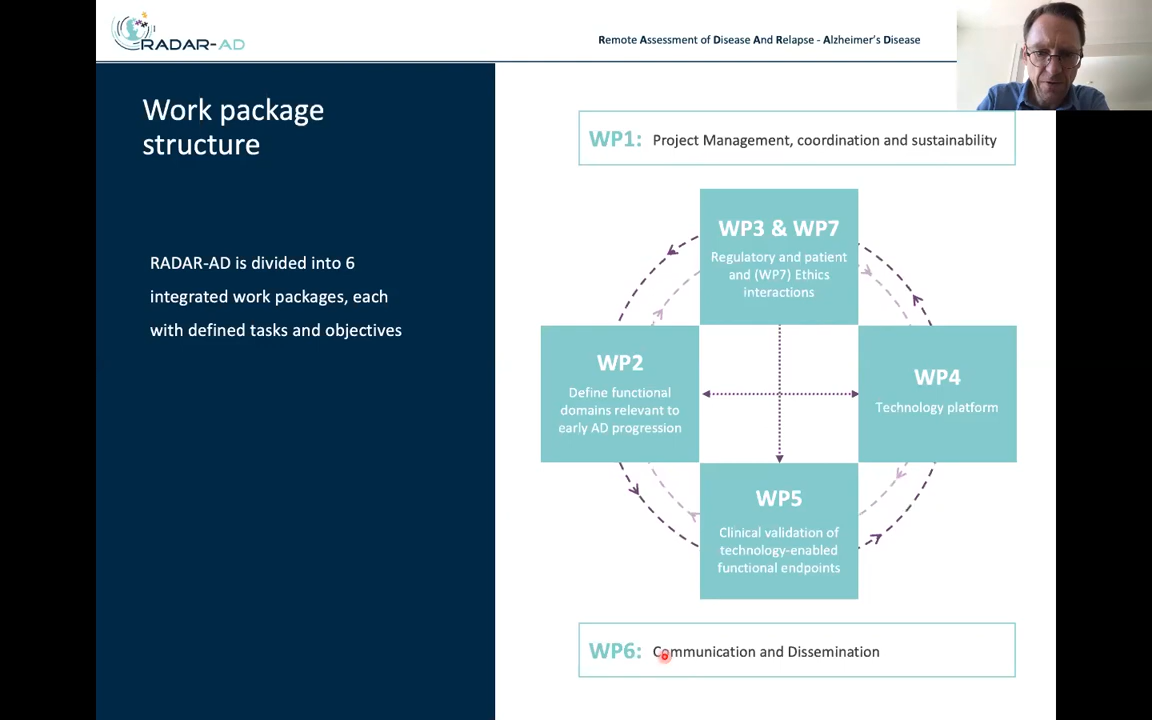 RADAR-AD
Remote Assessment of Disease And Relapse - Alzheimer's Disease
Work package
structure
RADAR-AD is divided into 6
integrated work packages, each
with defined tasks and objectives
WP1: Project Management, coordination and sustainability
WP3 & WP7
Regulatory and patient
and (WP7) Ethics
interactions
WP2
Define functional
domains relevant to
early AD progression
WP4
Technology platform
WP5
Clinical validation of
technology-enabled
functional endpoints
WP6: Communication and Dissemination